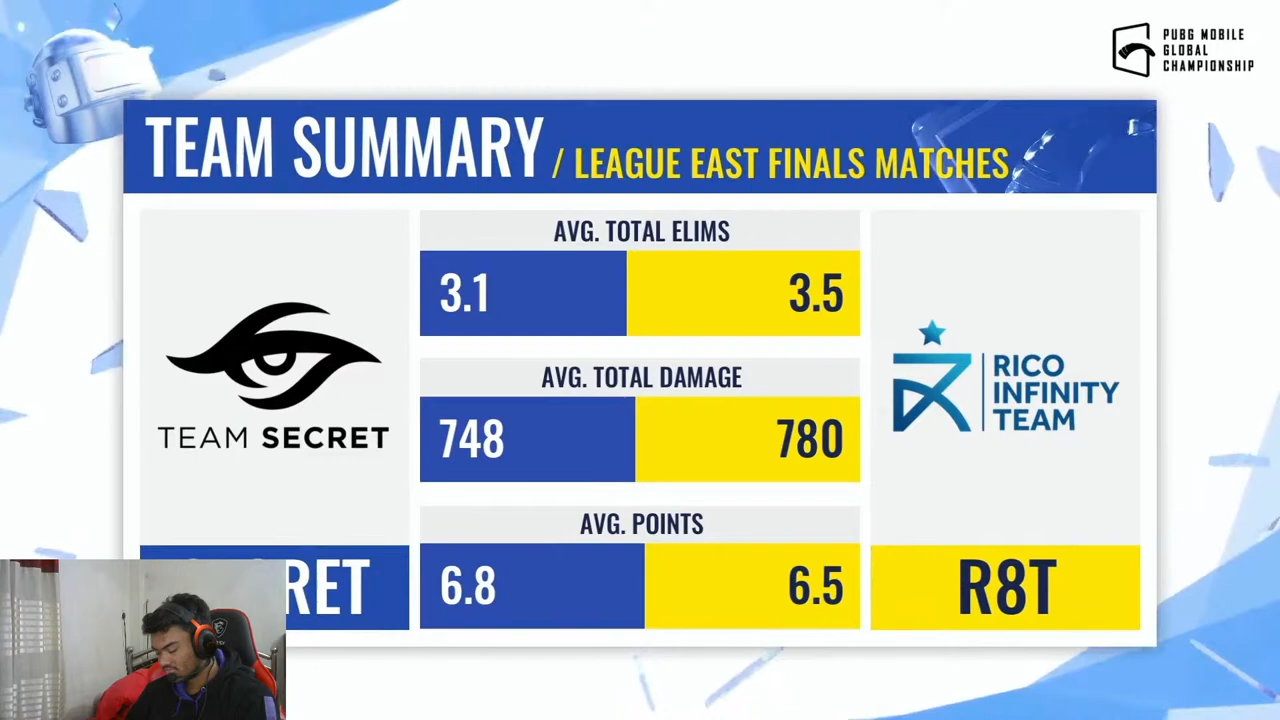 PUBG MOBILE
GLOBAL
CHAMPIONSHIP
TEAM SUMMARY / LEAGUE EAST FINALS MATCHES
AVG. TOTAL ELIMS
3.1 3.5
AVG. TOTAL DAMAGE
748 780
AVG. POINTS
6.8 6.5
TEAM SECRET
RICO
INFINITY
TEAM
RET
R8T